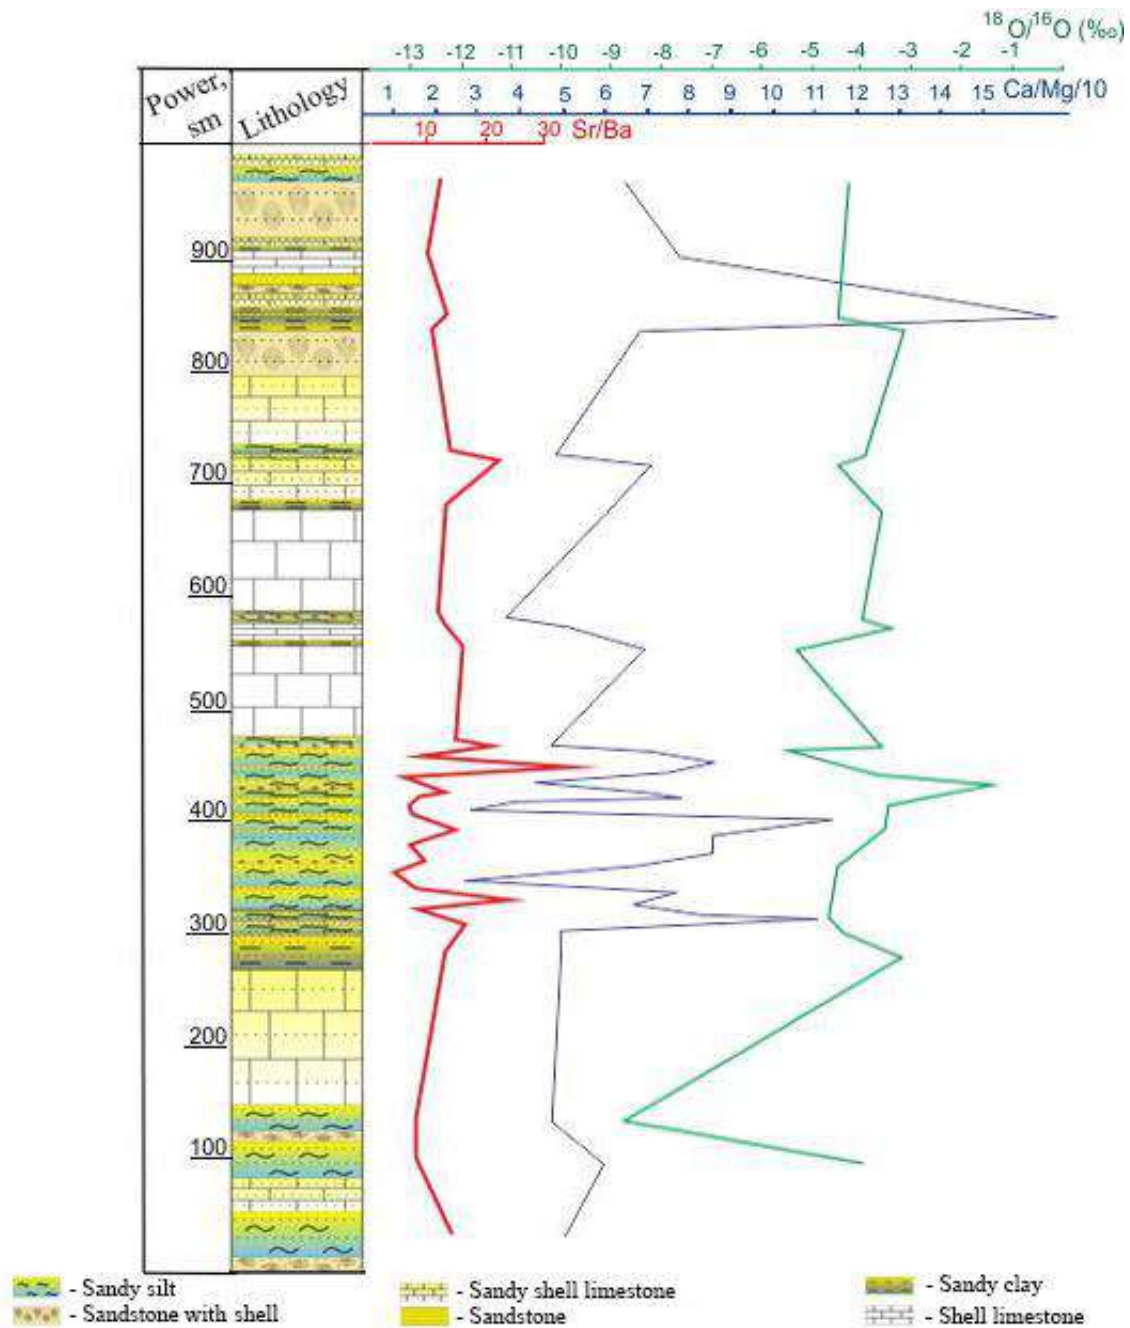 18 O/16O (‰)
-13 -12 -11 -10 -9 -8 -7 -6 -5 -4 -3 -2 -1
Power, sm
Lithology
1 2 3 4 5 6 7 8 9 10 11 12 13 14 15 Ca/Mg/10
10 20 30 Sr/Ba
900
800
700
600
500
400
300
200
100
- Sandy silt
- Sandy shell limestone
- Sandy clay
- Sandstone with shell
- Sandstone
- Shell limestone